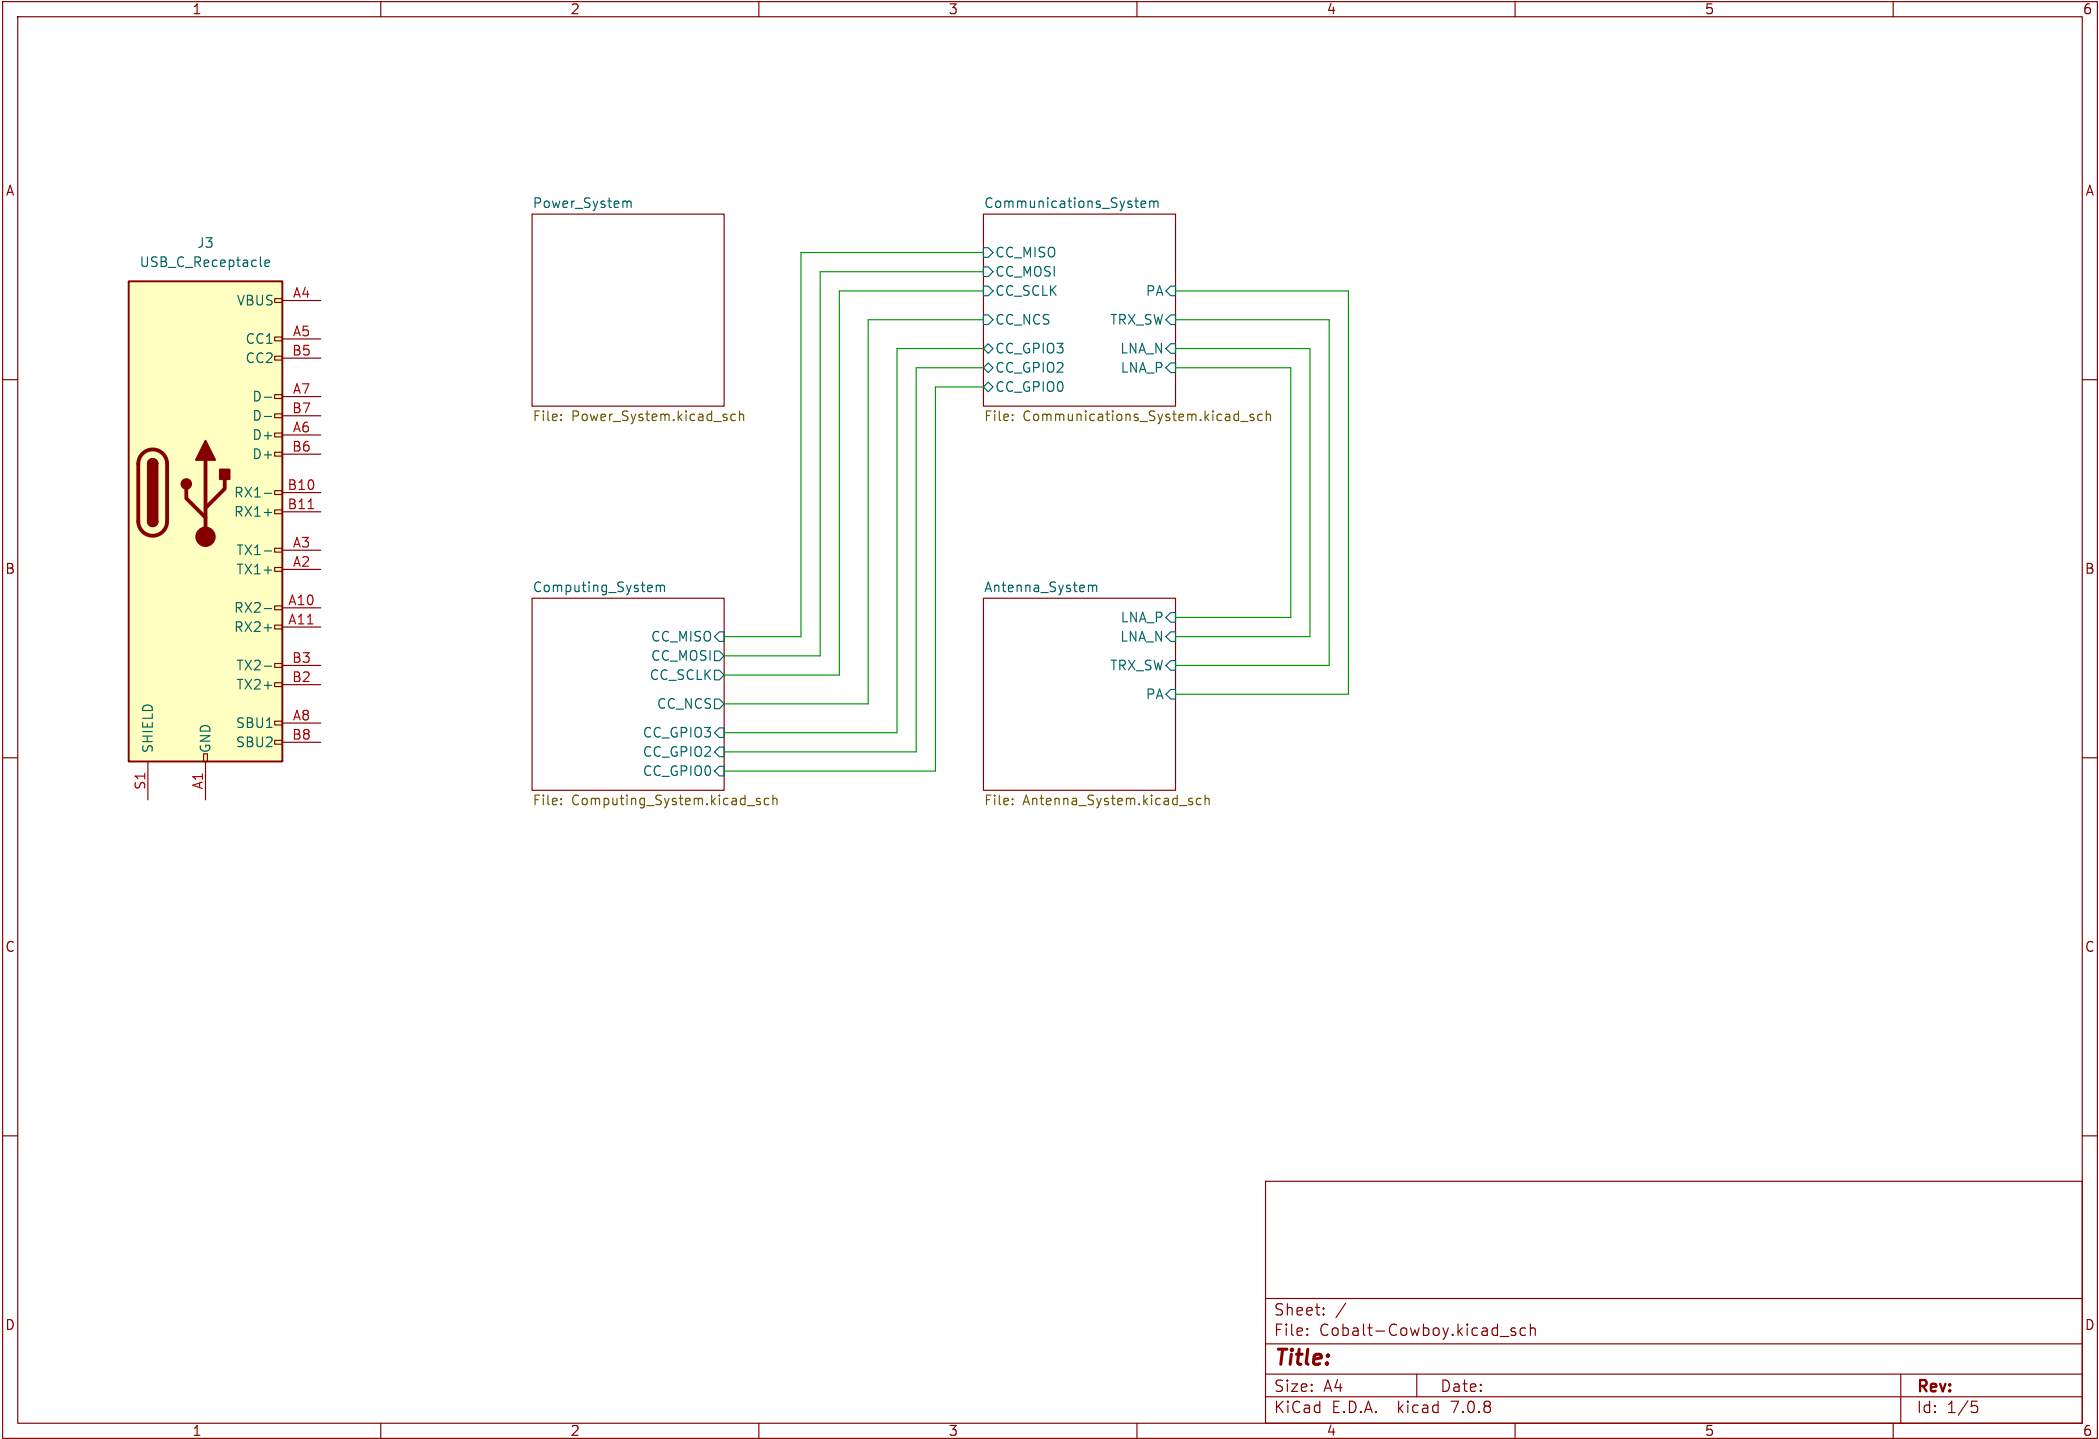 1 2 3 4 5 6
A A
B B
C C
D D
J3
USB_C_Receptacle
VBUS A4
CC1 A5
CC2 B5
D- A7
D- B7
D+ A6
D+ B6
RX1- B10
RX1+ B11
TX1- A3
TX1+ A2
RX2- A10
RX2+ A11
TX2- B3
TX2+ B2
SBU1 A8
SBU2 B8
SHIELD
GND
S1
A1
Power_System
File: Power_System.kicad_sch
Communications_System
CC_MISO
CC_MOSI
CC_SCLK
CC_NCS
CC_GPIO3
CC_GPIO2
CC_GPIO0
PA
TRX_SW
LNA_N
LNA_P
File: Communications_System.kicad_sch
Computing_System
CC_MISO
CC_MOSI
CC_SCLK
CC_NCS
CC_GPIO3
CC_GPIO2
CC_GPIO0
File: Computing_System.kicad_sch
Antenna_System
LNA_P
LNA_N
TRX_SW
PA
File: Antenna_System.kicad_sch
Sheet: /
File: Cobalt-Cowboy.kicad_sch
Title:
Size: A4 Date: Rev:
KiCad E.D.A. kicad 7.0.8 Id: 1/5
1 2 3 4 5 6